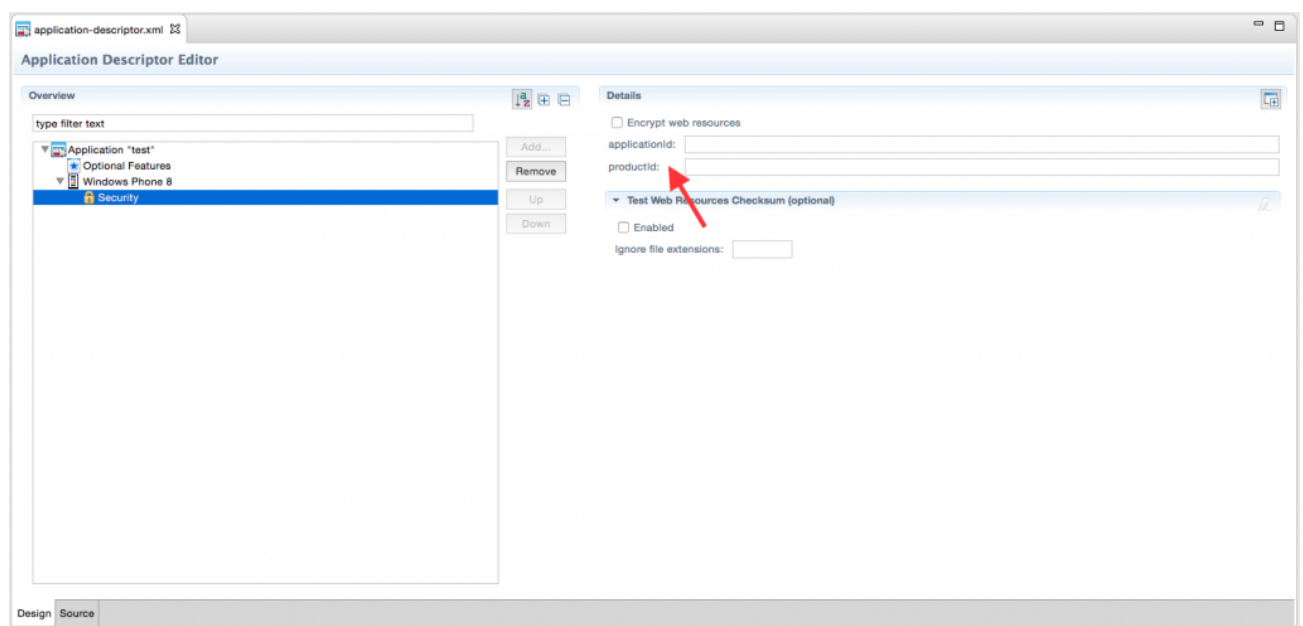 application-descriptor.xml
Application Descriptor Editor
Overview
type filter text
Application "test"
Optional Features
Windows Phone 8
Security
Add...
Remove
Up
Down
Details
Encrypt web resources
applicationId:
productId:
Test Web Resources Checksum (optional)
Enabled
Ignore file extensions:
Design Source